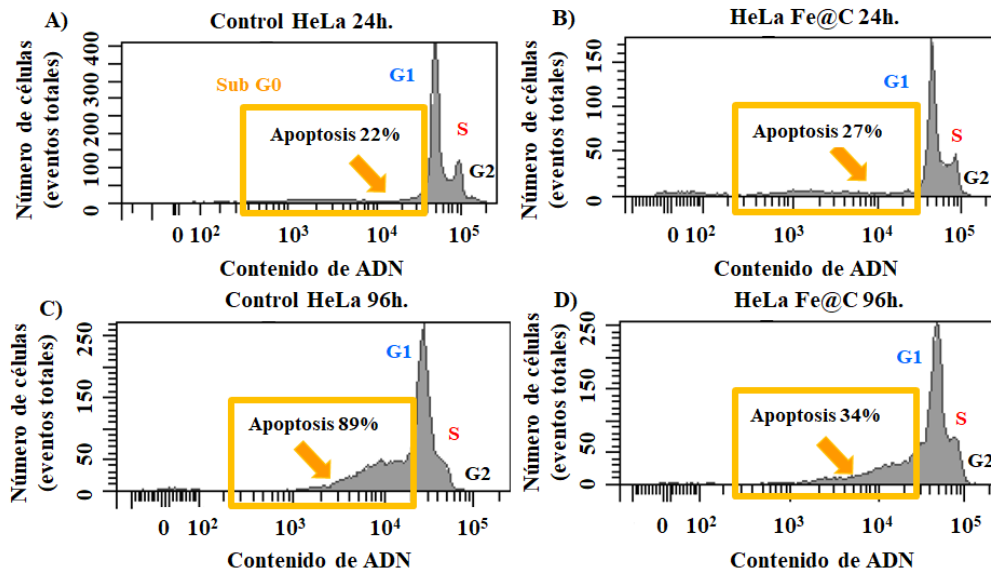 A)
Control HeLa 24h.
Número de células
(eventos totales)
400
300
200
100
0
Sub G0
G1
Apoptosis 22%
S
G2
0 10²
10³
10⁴
10⁵
Contenido de ADN
B)
HeLa Fe@C 24h.
Número de células
(eventos totales)
150
100
50
0
G1
Apoptosis 27%
S
G2
0 10²
10³
10⁴
10⁵
Contenido de ADN
C)
Control HeLa 96h.
Número de células
(eventos totales)
250
150
50
0
G1
Apoptosis 89%
S
G2
0
10²
10³
10⁴
10⁵
Contenido de ADN
D)
HeLa Fe@C 96h.
Número de células
(eventos totales)
250
150
50
0
G1
Apoptosis 34%
S
G2
0
10²
10³
10⁴
10⁵
Contenido de ADN